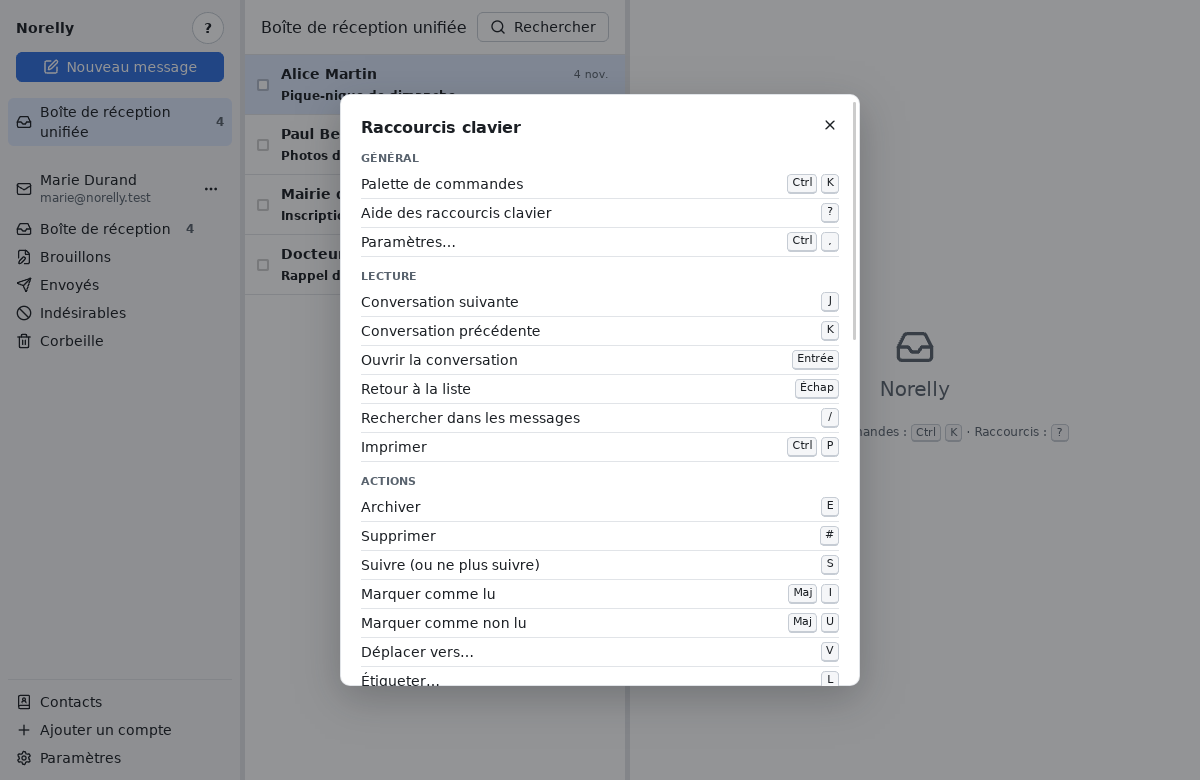 Norelly
?
Nouveau message
Boîte de réception
unifiée
4
Marie Durand
marie@norelly.test
Boîte de réception 4
Brouillons
Envoyés
Indésirables
Corbeille
Contacts
Ajouter un compte
Paramètres
Boîte de réception unifiée
Rechercher
Alice Martin 4 nov.
Pique-nique de dimanche
Paul
Photos
Mairie
Rappel
Raccourcis clavier
GÉNÉRAL
Palette de commandes Ctrl K
Aide des raccourcis clavier ?
Paramètres… Ctrl ,
LECTURE
Conversation suivante J
Conversation précédente K
Ouvrir la conversation Entrée
Retour à la liste Échap
Rechercher dans les messages /
Imprimer Ctrl P
ACTIONS
Archiver E
Supprimer #
Suivre (ou ne plus suivre) S
Marquer comme lu Maj I
Marquer comme non lu Maj U
Déplacer vers… V
Étiqueter… L
Norelly
: Ctrl K · Raccourcis : ?